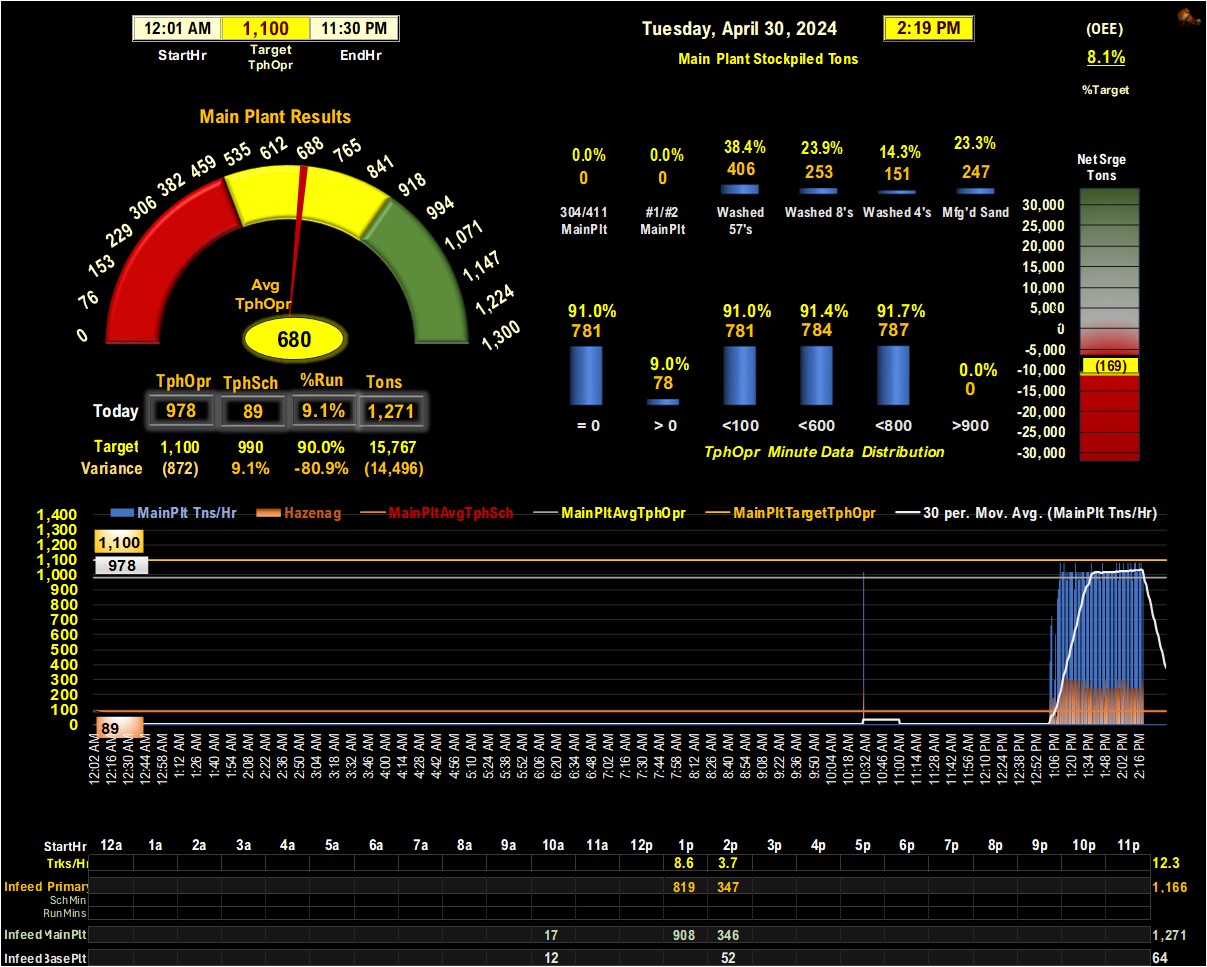 12:01 AM 1,100 11:30 PM
StartHr Target TphOpr EndHr
Tuesday, April 30, 2024 2:19 PM
Main Plant Stockpiled Tons
(OEE)
8.1%
%Target
Main Plant Results
0 76 153 229 306 382 459 535 612 688 765 841 918 994 1,071 1,147 1,224 1,300
Avg
TphOpr
680
0.0% 0.0% 38.4% 23.9% 14.3% 23.3%
0 0 406 253 151 247
304/411 MainPlt #1/#2 MainPlt Washed 57's Washed 8's Washed 4's Mfg'd Sand
91.0% 9.0% 91.0% 91.4% 91.7% 0.0%
781 78 781 784 787 0
= 0 > 0 <100 <600 <800 >900
TphOpr Minute Data Distribution
Net Srge
Tons
30,000
25,000
20,000
15,000
10,000
5,000
0
-5,000
(169)
-10,000
-15,000
-20,000
-25,000
-30,000
TphOpr TphSch %Run Tons
Today 978 89 9.1% 1,271
Target 1,100 990 90.0% 15,767
Variance (872) 9.1% -80.9% (14,496)
MainPlt Tns/Hr Hazenag MainPltAvgTphSch MainPltAvgTphOpr MainPltTargetTphOpr 30 per. Mov. Avg. (MainPlt Tns/Hr)
1,400
1,300
1,200
1,100
1,000
900
800
700
600
500
400
300
200
100
0
1,100
978
89
12:02 AM 12:16 AM 12:30 AM 12:44 AM 12:58 AM 1:12 AM 1:26 AM 1:40 AM 1:54 AM 2:08 AM 2:22 AM 2:36 AM 2:50 AM 3:04 AM 3:18 AM 3:32 AM 3:46 AM 4:00 AM 4:14 AM 4:28 AM 4:42 AM 4:56 AM 5:10 AM 5:24 AM 5:38 AM 5:52 AM 6:06 AM 6:20 AM 6:34 AM 6:48 AM 7:02 AM 7:16 AM 7:30 AM 7:44 AM 7:58 AM 8:12 AM 8:26 AM 8:40 AM 8:54 AM 9:08 AM 9:22 AM 9:36 AM 9:50 AM 10:04 AM 10:18 AM 10:32 AM 10:46 AM 11:00 AM 11:14 AM 11:28 AM 11:42 AM 11:56 AM 12:10 PM 12:24 PM 12:38 PM 12:52 PM 1:06 PM 1:20 PM 1:34 PM 1:48 PM 2:02 PM 2:16 PM
StartHr 12a 1a 2a 3a 4a 5a 6a 7a 8a 9a 10a 11a 12p 1p 2p 3p 4p 5p 6p 7p 8p 9p 10p 11p
Trks/Hr 8.6 3.7 12.3
Infeed Primary 819 347 1,166
SchMin
RunMins
Infeed MainPlt 17 908 346 1,271
Infeed BasePlt 12 52 64